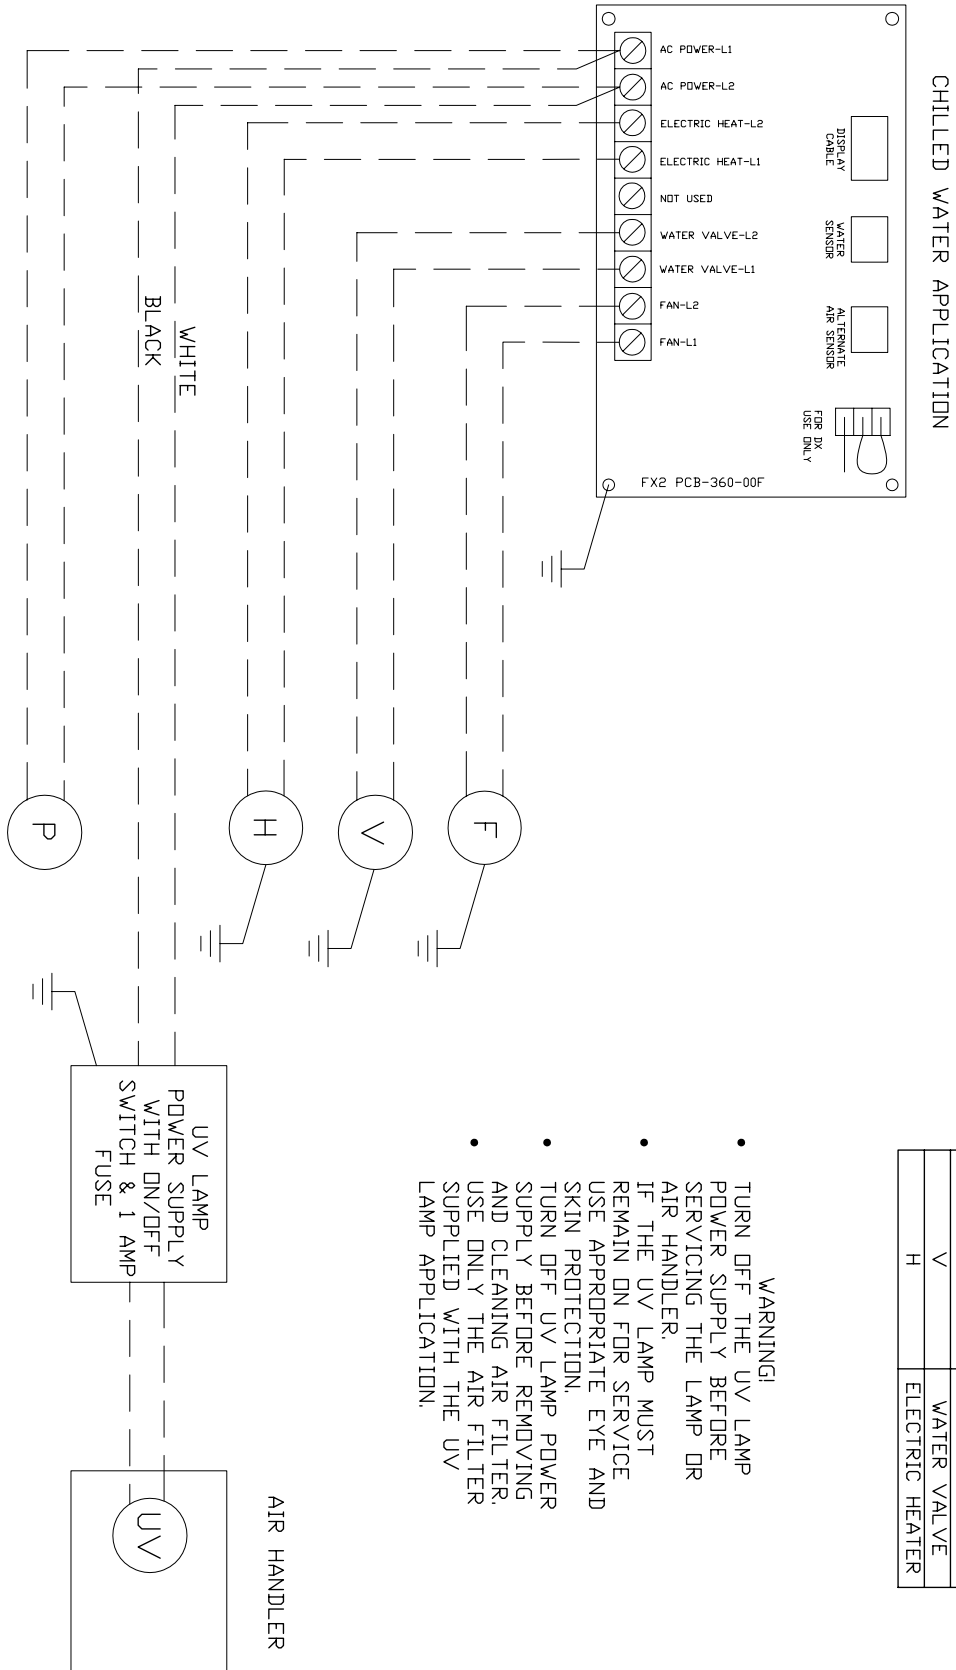 CHILLED WATER APPLICATION
DISPLAY
CABLE
WATER
SENSOR
ALTERNATE
AIR SENSOR
FOR DX
USE ONLY
AC POWER-L1
AC POWER-L2
ELECTRIC HEAT-L2
ELECTRIC HEAT-L1
NOT USED
WATER VALVE-L2
WATER VALVE-L1
FAN-L2
FAN-L1
FX2 PCB-360-00F
WHITE
BLACK
P
H
V
F
UV LAMP
POWER SUPPLY
WITH ON/OFF
SWITCH & 1 AMP
FUSE
UV
AIR HANDLER
WARNING!
• TURN OFF THE UV LAMP
POWER SUPPLY BEFORE
SERVICING THE LAMP OR
AIR HANDLER.
• IF THE UV LAMP MUST
REMAIN ON FOR SERVICE
USE APPROPRIATE EYE AND
SKIN PROTECTION.
• TURN OFF UV LAMP POWER
SUPPLY BEFORE REMOVING
AND CLEANING AIR FILTER.
• USE ONLY THE AIR FILTER
SUPPLIED WITH THE UV
LAMP APPLICATION.
V WATER VALVE
H ELECTRIC HEATER